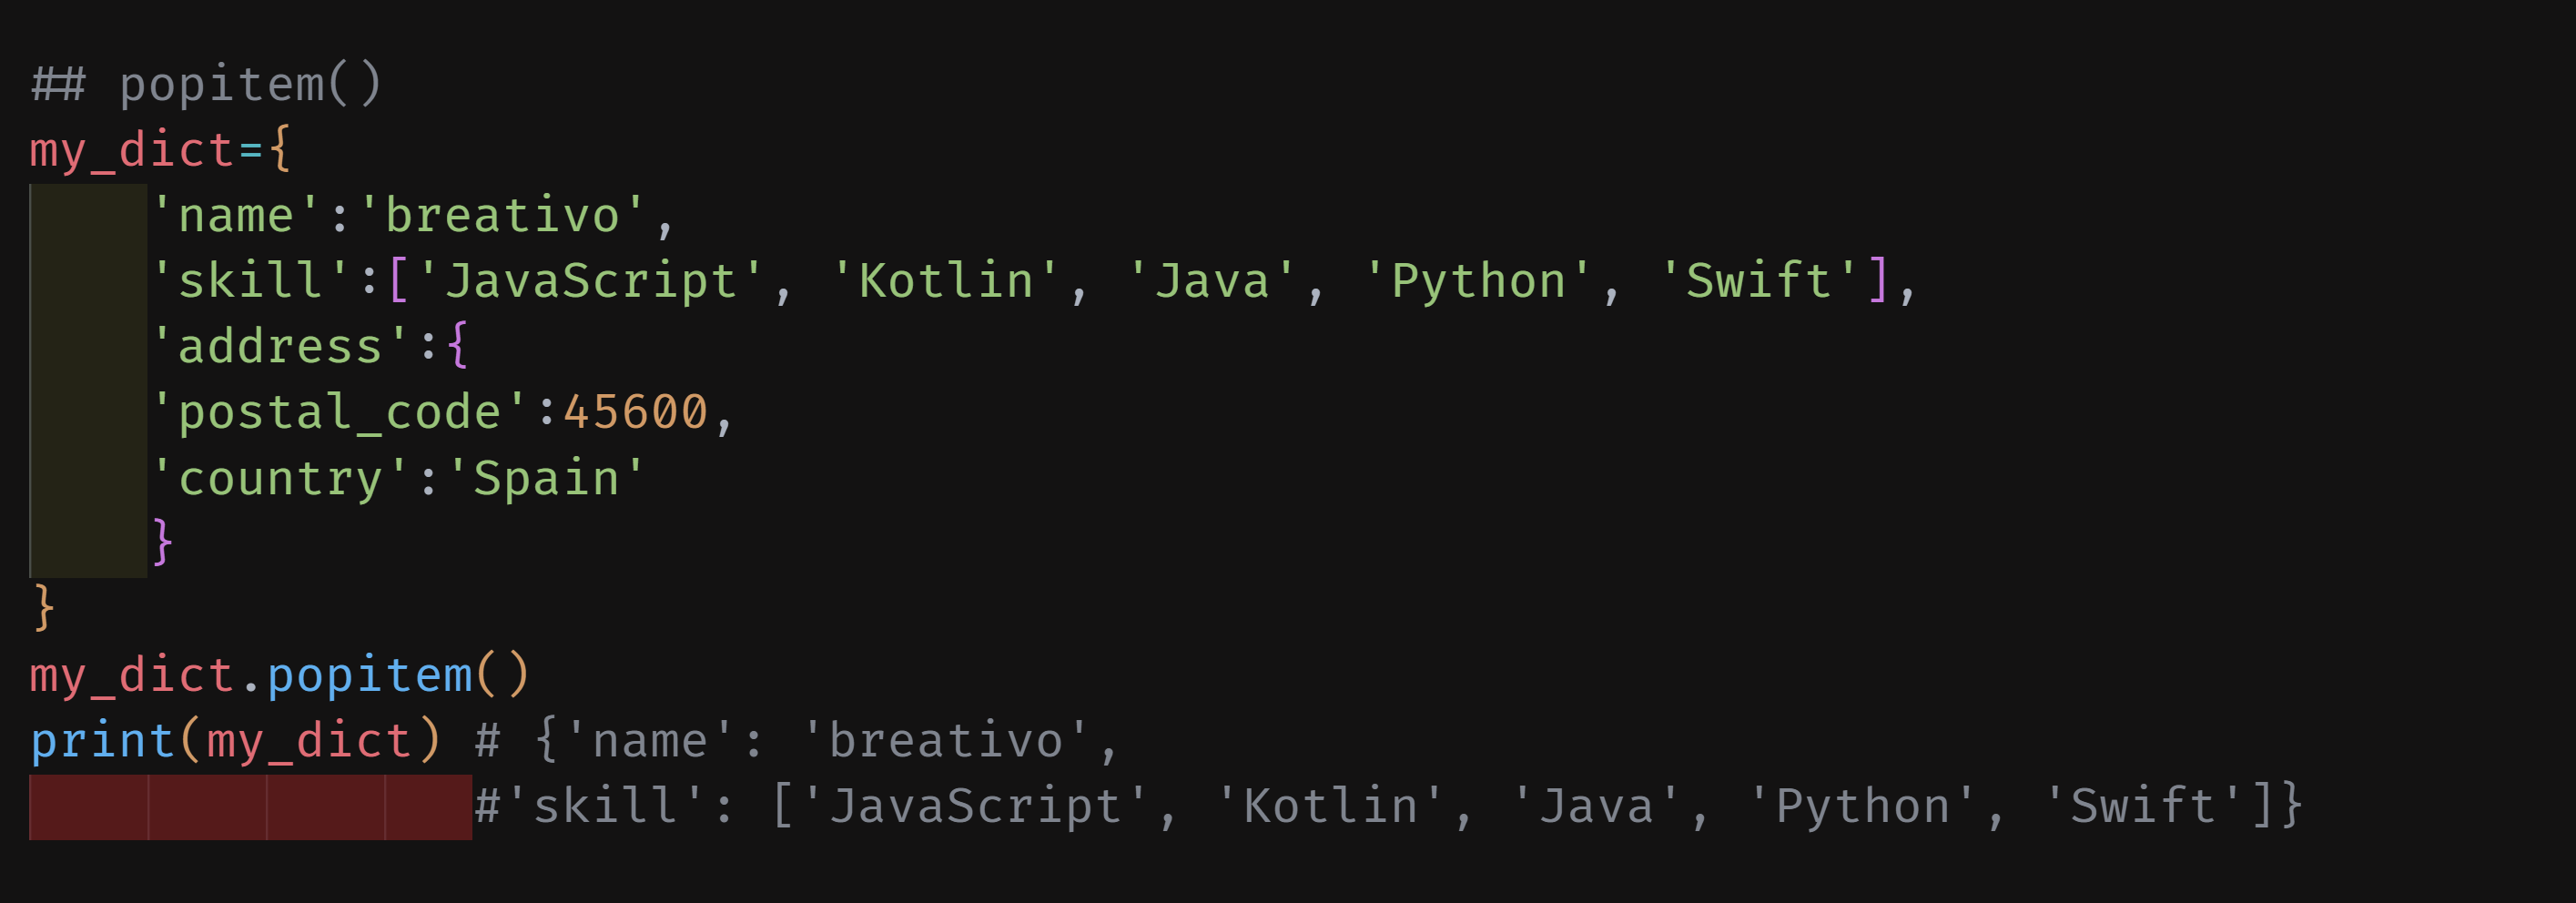 ## popitem()
my_dict={
    'name':'breativo',
    'skill':['JavaScript', 'Kotlin', 'Java', 'Python', 'Swift'],
    'address':{
    'postal_code':45600,
    'country':'Spain'
    }
}
my_dict.popitem()
print(my_dict) # {'name': 'breativo',
               #'skill': ['JavaScript', 'Kotlin', 'Java', 'Python', 'Swift']}